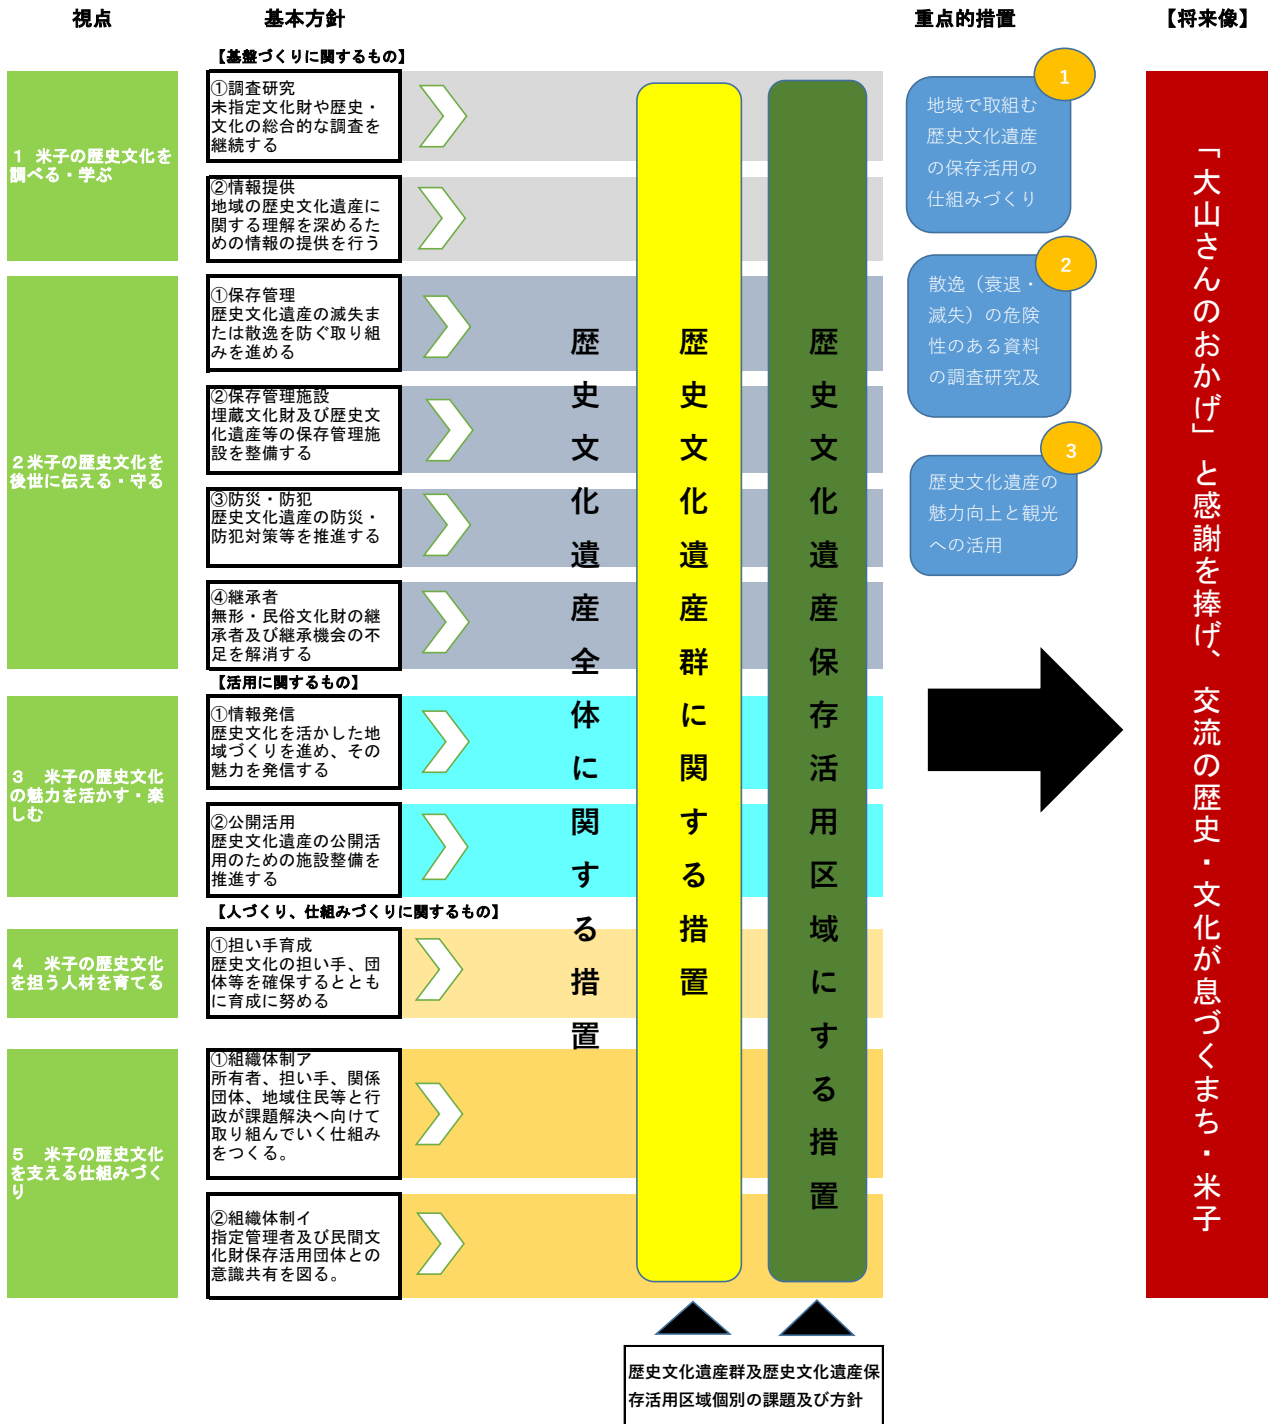 視点
基本方針
重点的措置
【将来像】
【基盤づくりに関するもの】
1 米子の歴史文化を
調べる・学ぶ
①調査研究
未指定文化財や歴史・
文化の総合的な調査を
継続する
②情報提供
地域の歴史文化遺産に
関する理解を深めるた
めの情報の提供を行う
2米子の歴史文化を
後世に伝える・守る
①保存管理
歴史文化遺産の滅失ま
たは散逸を防ぐ取り組
みを進める
②保存管理施設
埋蔵文化財及び歴史文
化遺産等の保存管理施
設を整備する
③防災・防犯
歴史文化遺産の防災・
防犯対策等を推進する
④継承者
無形・民俗文化財の継
承者及び継承機会の不
足を解消する
【活用に関するもの】
3　米子の歴史文化
の魅力を活かす・楽
しむ
①情報発信
歴史文化を活かした地
域づくりを進め、その
魅力を発信する
②公開活用
歴史文化遺産の公開活
用のための施設整備を
推進する
【人づくり、仕組みづくりに関するもの】
4　米子の歴史文化
を担う人材を育てる
①担い手育成
歴史文化の担い手、団
体等を確保するととも
に育成に努める
5　米子の歴史文化
を支える仕組みづく
り
①組織体制ア
所有者、担い手、関係
団体、地域住民等と行
政が課題解決へ向けて
取り組んでいく仕組み
をつくる。
②組織体制イ
指定管理者及び民間文
化財保存活用団体との
意識共有を図る。
歴史文化遺産全体に関する措置
歴史文化遺産群に関する措置
歴史文化遺産保存活用区域にする措置
1
地域で取組む
歴史文化遺産
の保存活用の
仕組みづくり
2
散逸（衰退・
滅失）の危険
性のある資料
の調査研究及
3
歴史文化遺産の
魅力向上と観光
への活用
「大山さんのおかげ」と感謝を捧げ、交流の歴史・文化が息づくまち・米子
歴史文化遺産群及歴史文化遺産保
存活用区域個別の課題及び方針